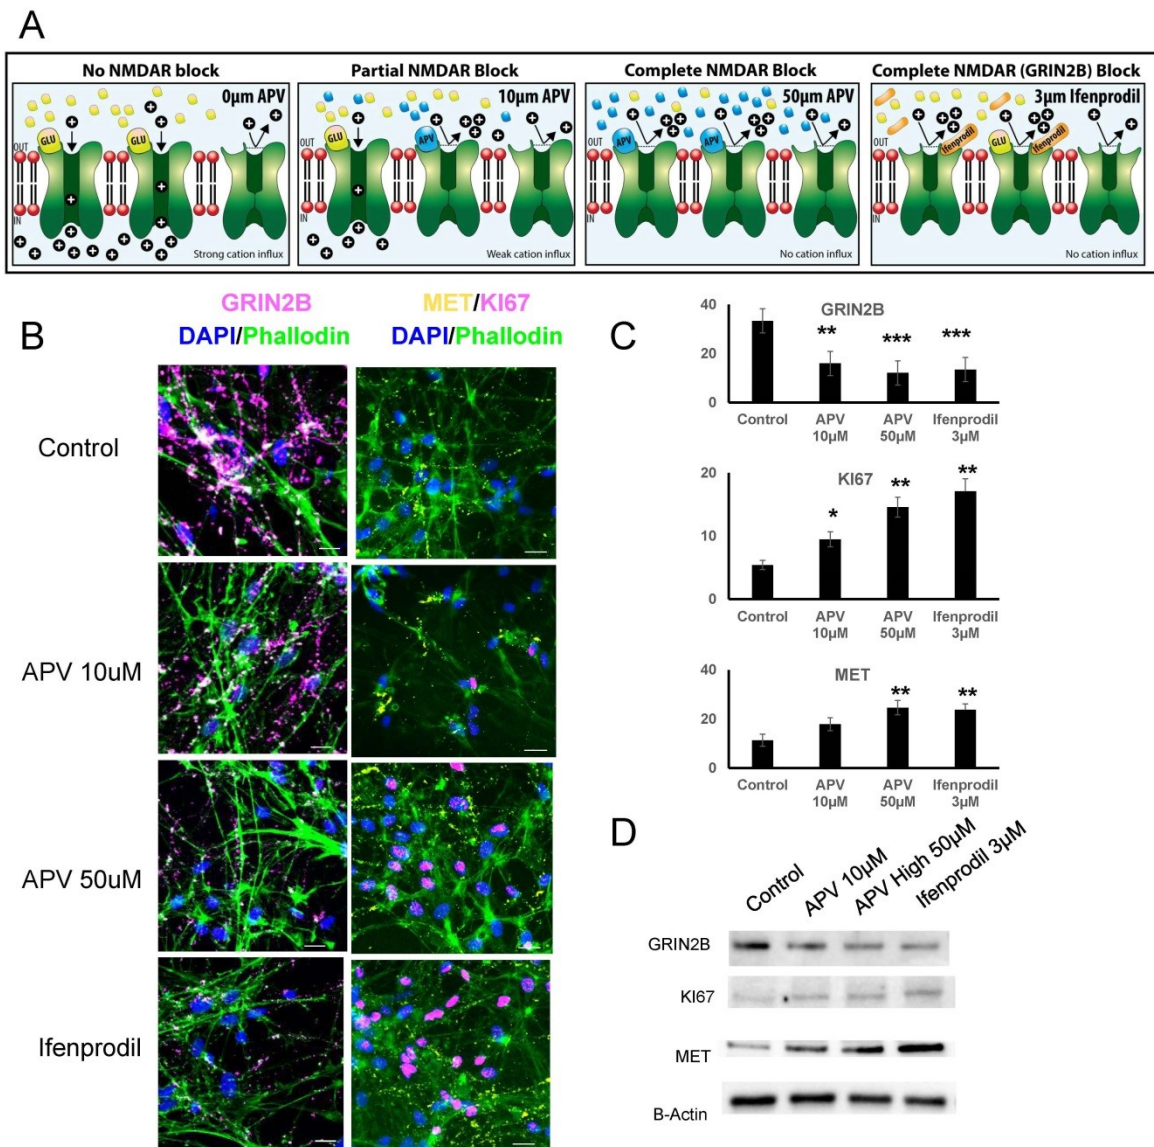 A
No NMDAR block
0µm APV
GLU
GLU
OUT
IN
Strong cation influx
Partial NMDAR Block
10µm APV
GLU
APV
Weak cation influx
Complete NMDAR Block
50µm APV
APV
APV
OUT
IN
No cation influx
Complete NMDAR (GRIN2B) Block
3µm Ifenprodil
Ifenprodil
GLU
Ifenprodil
OUT
IN
No cation influx
B
GRIN2B
DAPI/Phallodin
MET/KI67
DAPI/Phallodin
Control
APV 10uM
APV 50uM
Ifenprodil
C
GRIN2B
40
20
0
**
***
***
Control
APV
10µM
APV
50µM
Ifenprodil
3µM
KI67
20
10
0
*
**
**
Control
APV
10µM
APV
50µM
Ifenprodil
3µM
MET
40
20
0
**
**
Control
APV
10µM
APV
50µM
Ifenprodil
3µM
D
Control
APV 10µM
APV High 50µM
Ifenprodil 3µM
GRIN2B
KI67
MET
B-Actin